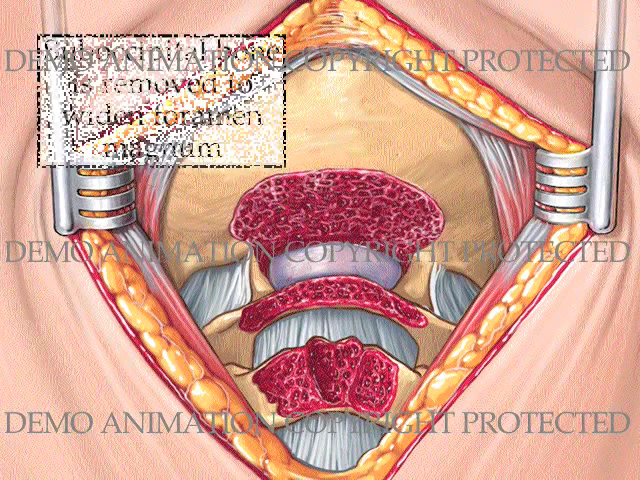 Suboccipital bone
DEMO ANIMATION COPYRIGHT PROTECTED
is removed to
widen foramen
magnum
DEMO ANIMATION COPYRIGHT PROTECTED
DEMO ANIMATION COPYRIGHT PROTECTED